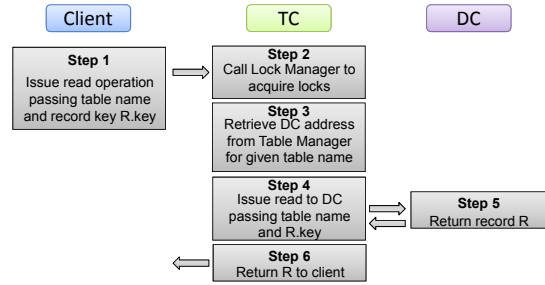 Client
TC
DC
Step 1
Issue read operation
passing table name
and record key R.key
Step 2
Call Lock Manager to
acquire locks
Step 3
Retrieve DC address
from Table Manager
for given table name
Step 4
Issue read to DC
passing table name
and R.key
Step 5
Return record R
Step 6
Return R to client